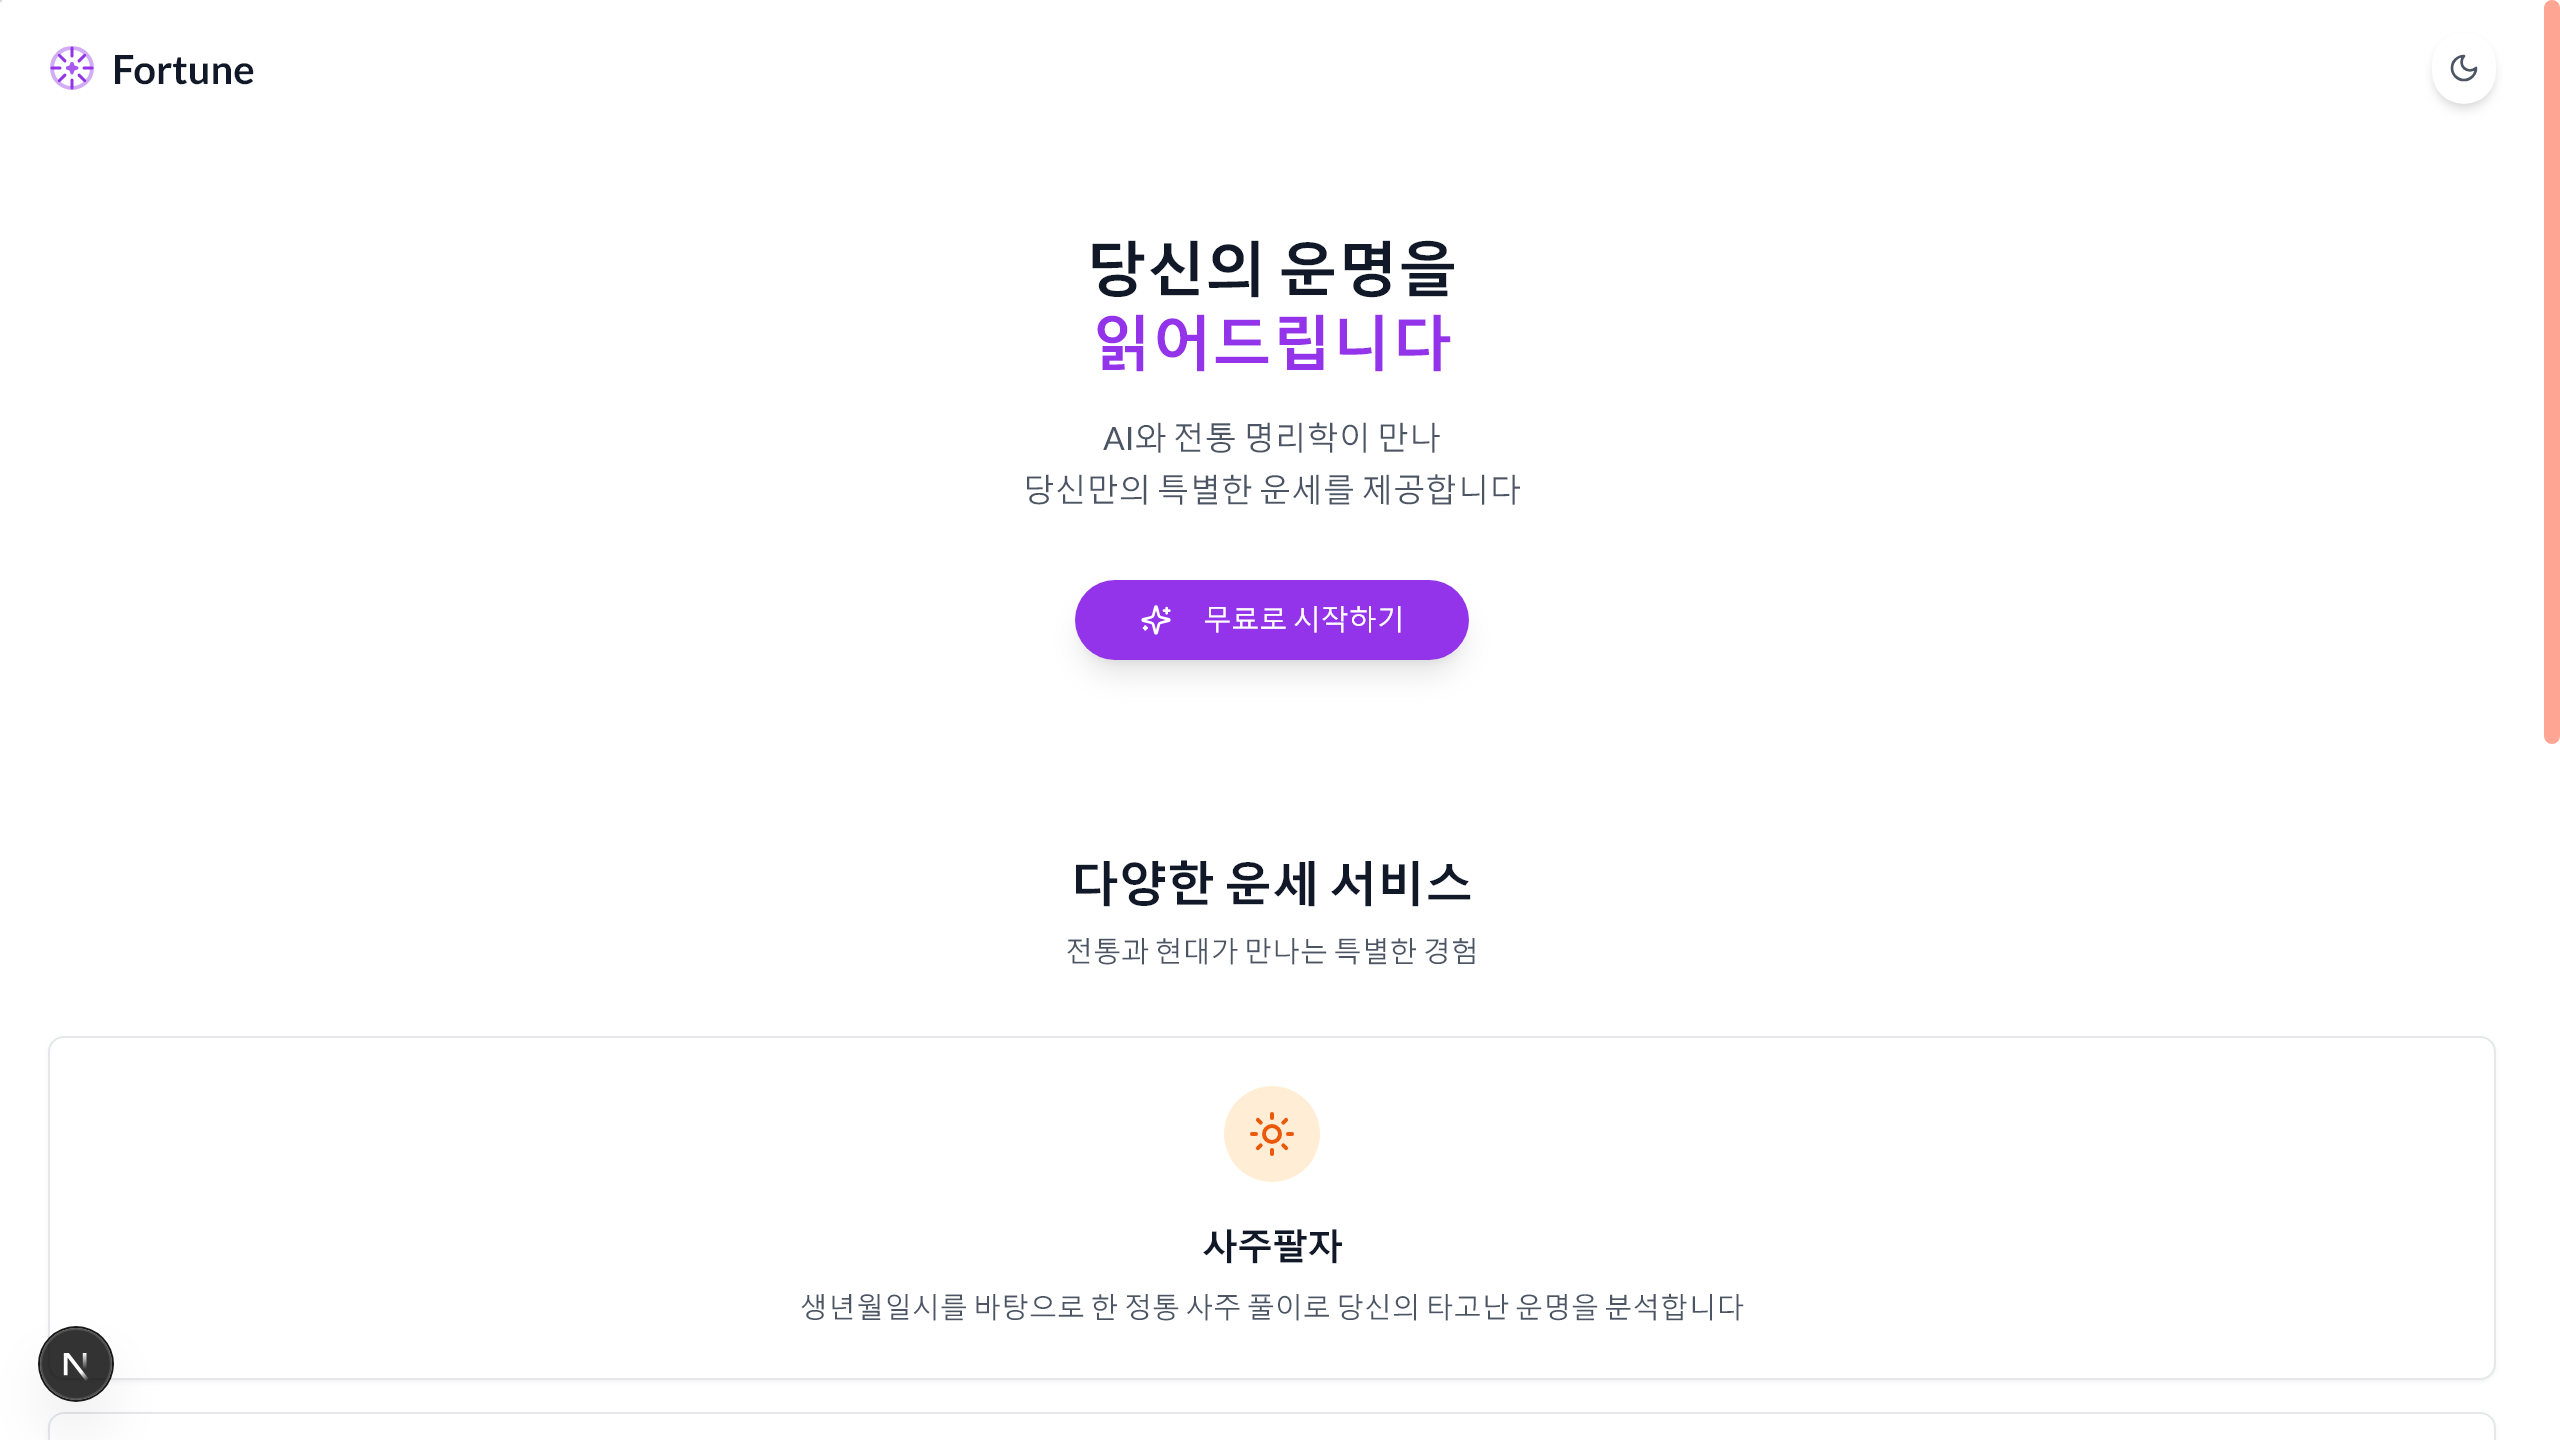 Fortune
당신의 운명을
읽어드립니다
AI와 전통 명리학이 만나
당신만의 특별한 운세를 제공합니다
무료로 시작하기
다양한 운세 서비스
전통과 현대가 만나는 특별한 경험
사주팔자
생년월일시를 바탕으로 한 정통 사주 풀이로 당신의 타고난 운명을 분석합니다
N